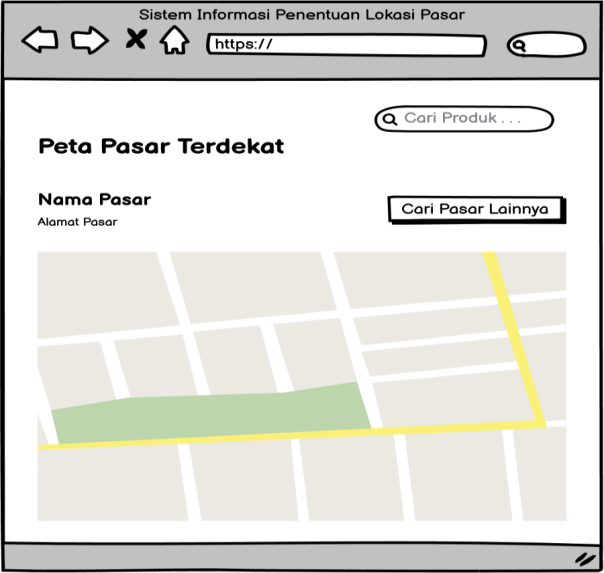 Sistem Informasi Penentuan Lokasi Pasar
https://
Cari Produk . . .
Peta Pasar Terdekat
Nama Pasar
Alamat Pasar
Cari Pasar Lainnya